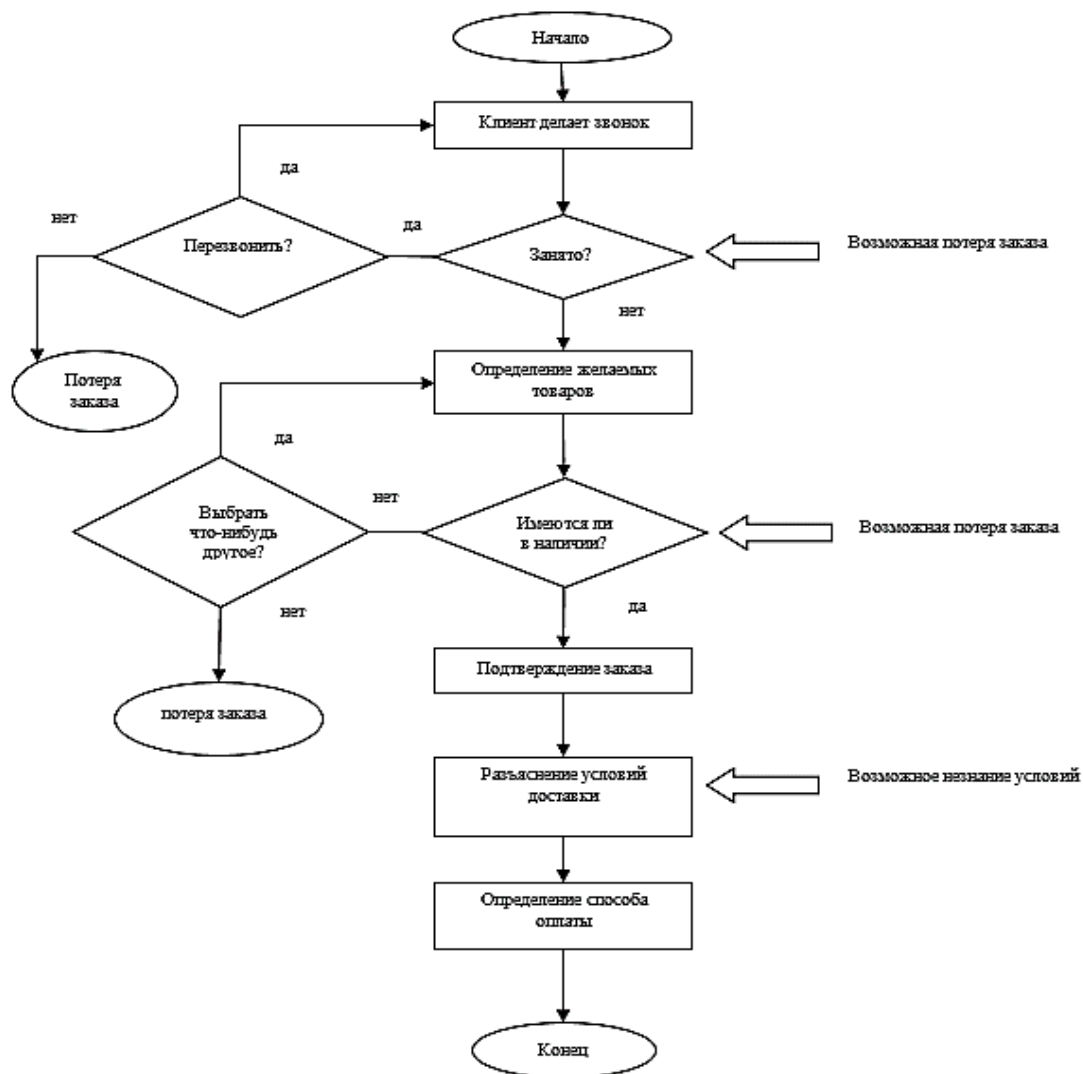 Начало
Клиент делает звонок
да
нет
Перезвонить?
да
Занято?
Возможная потеря заказа
нет
Определение желаемых
товаров
Потеря
заказа
да
Выбрать
что-нибудь
другое?
нет
Имеются ли
в наличии?
Возможная потеря заказа
нет
да
Подтверждение заказа
потеря заказа
Разъяснение условий
доставки
Возможное незнание условий
Определение способа
оплаты
Конец